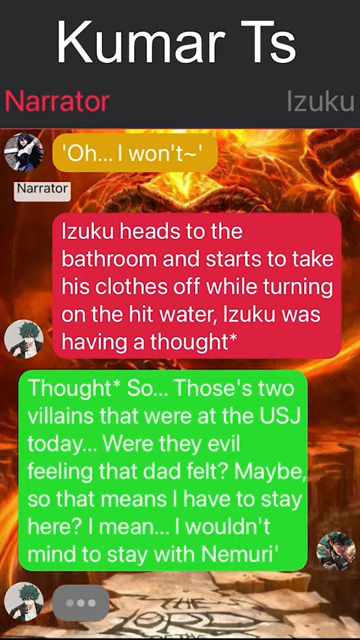 Kumar Ts
Narrator Izuku
'Oh... I won't~'
Narrator
Izuku heads to the
bathroom and starts to take
his clothes off while turning
on the hit water, Izuku was
having a thought*
Thought* So... Those's two
villains that were at the USJ
today... Were they evil
feeling that dad felt? Maybe,
so that means I have to stay
here? I mean... I wouldn't
mind to stay with Nemuri'
THE
LORD